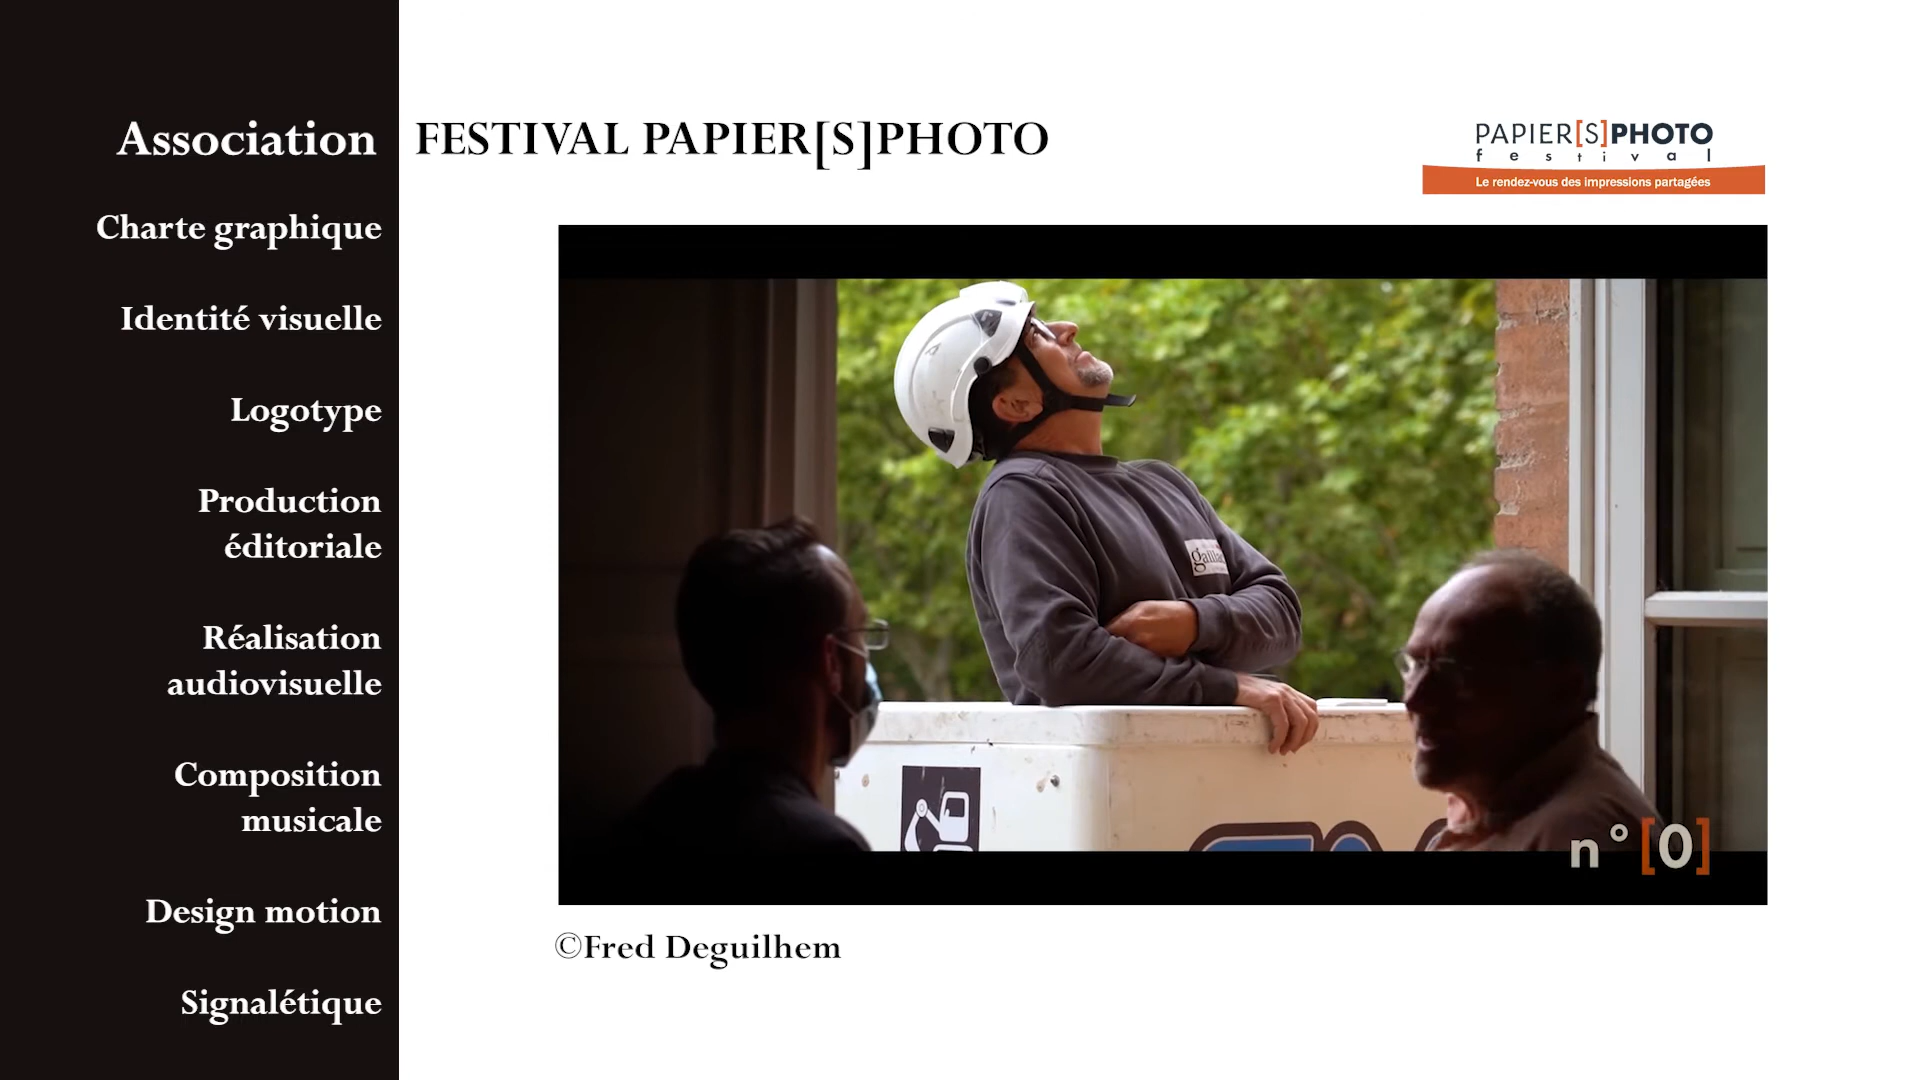 Association
FESTIVAL PAPIER[S]PHOTO
PAPIER[S]PHOTO
festival
Le rendez-vous des impressions partagées
Charte graphique
Identité visuelle
Logotype
Production
éditoriale
Réalisation
audiovisuelle
Composition
musicale
Design motion
Signalétique
n°[0]
©Fred Deguilhem